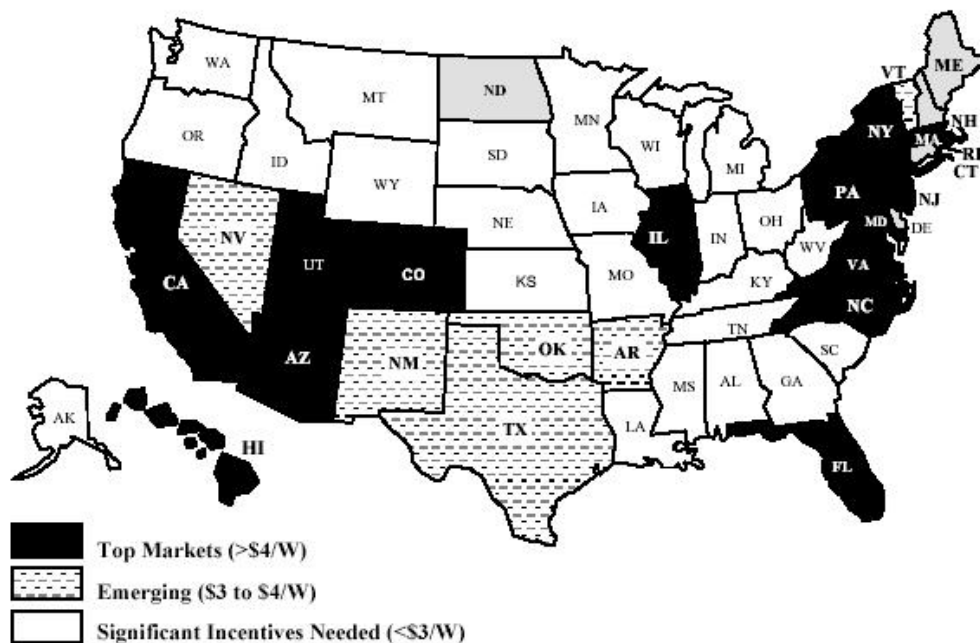 WA
MT
ND
MN
VT
ME
OR
ID
SD
WI
MI
NY
NH
MA
RI
CT
WY
IA
PA
NJ
NV
NE
IL
IN
OH
MD
DE
WV
UT
CO
CA
KS
MO
KY
VA
NC
AZ
NM
OK
AR
TN
SC
MS
AL
GA
TX
LA
AK
HI
FL
Top Markets (>$4/W)
Emerging ($3 to $4/W)
Significant Incentives Needed (<$3/W)